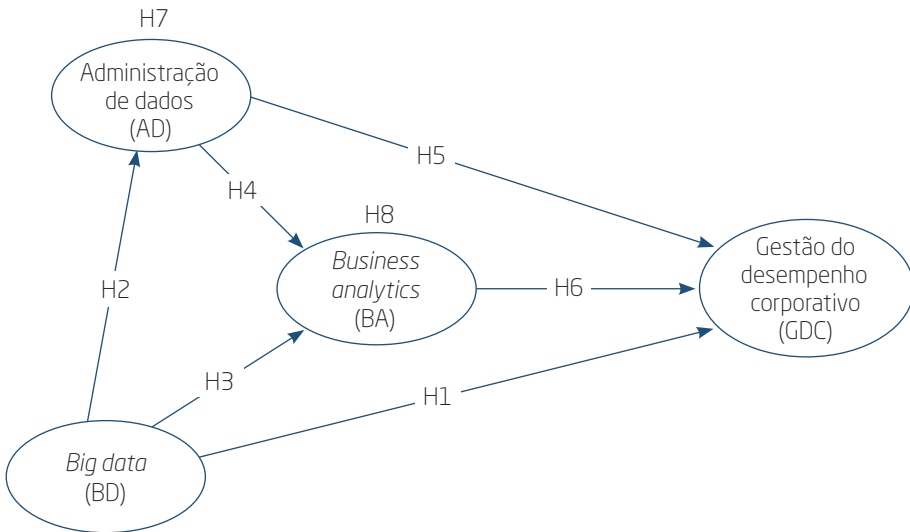 H7
Administração
de dados
(AD)
H5
H4
H8
Business
analytics
(BA)
Gestão do
desempenho
corporativo
(GDC)
H2
H6
H3
H1
Big data
(BD)